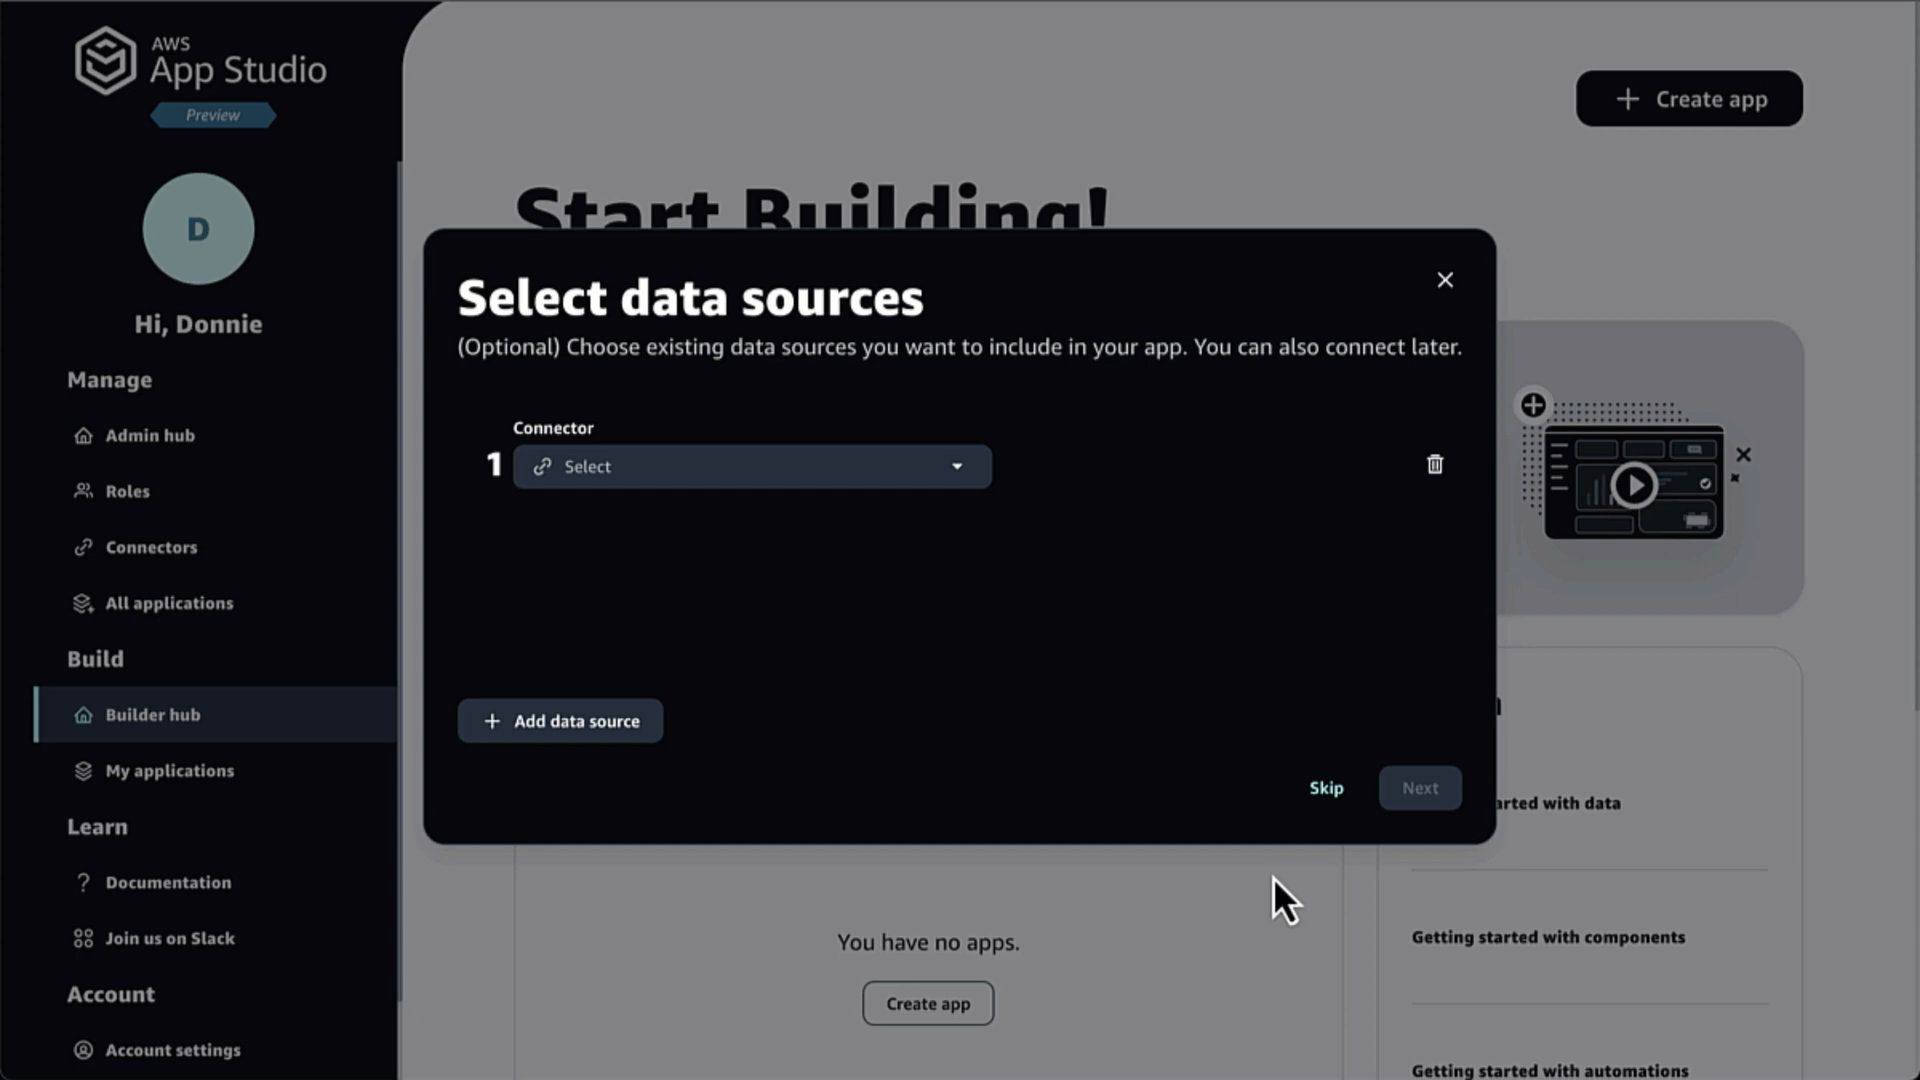 AWS
App Studio
Preview
D
Hi, Donnie
Manage
Admin hub
Roles
Connectors
All applications
Build
Builder hub
My applications
Learn
Documentation
Join us on Slack
Account
Account settings
+ Create app
Start Building!
Select data sources
(Optional) Choose existing data sources you want to include in your app. You can also connect later.
Connector
1 Select
+ Add data source
Skip Next
You have no apps.
Create app
arted with data
Getting started with components
Getting started with automations